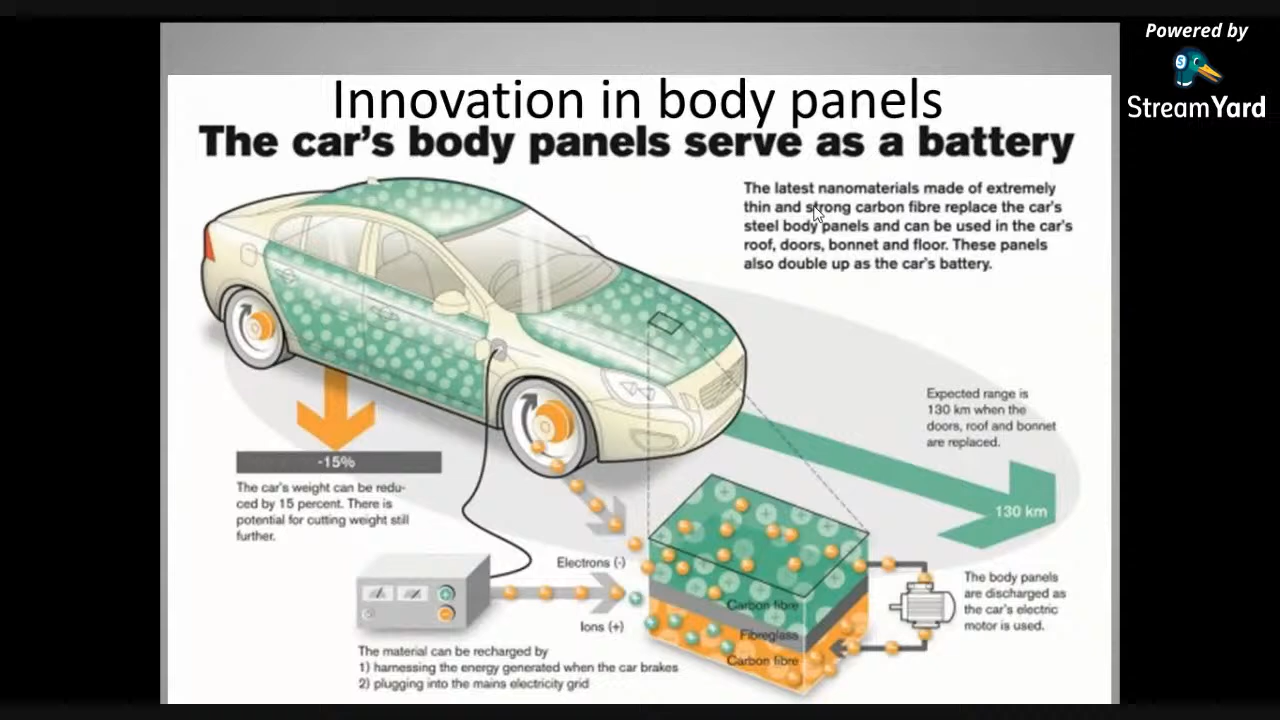 Powered by
StreamYard
Innovation in body panels
The car's body panels serve as a battery
The latest nanomaterials made of extremely
thin and strong carbon fibre replace the car's
steel body panels and can be used in the car's
roof, doors, bonnet and floor. These panels
also double up as the car's battery.
Expected range is
130 km when the
doors, roof and bonnet
are replaced.
130 km
-15%
The car's weight can be redu-
ced by 15 percent. There is
potential for cutting weight still
further.
Electrons (-)
Ions (+)
Carbon fibre
Fibreglass
Carbon fibre
The body panels
are discharged as
the car's electric
motor is used.
The material can be recharged by
1) harnessing the energy generated when the car brakes
2) plugging into the mains electricity grid